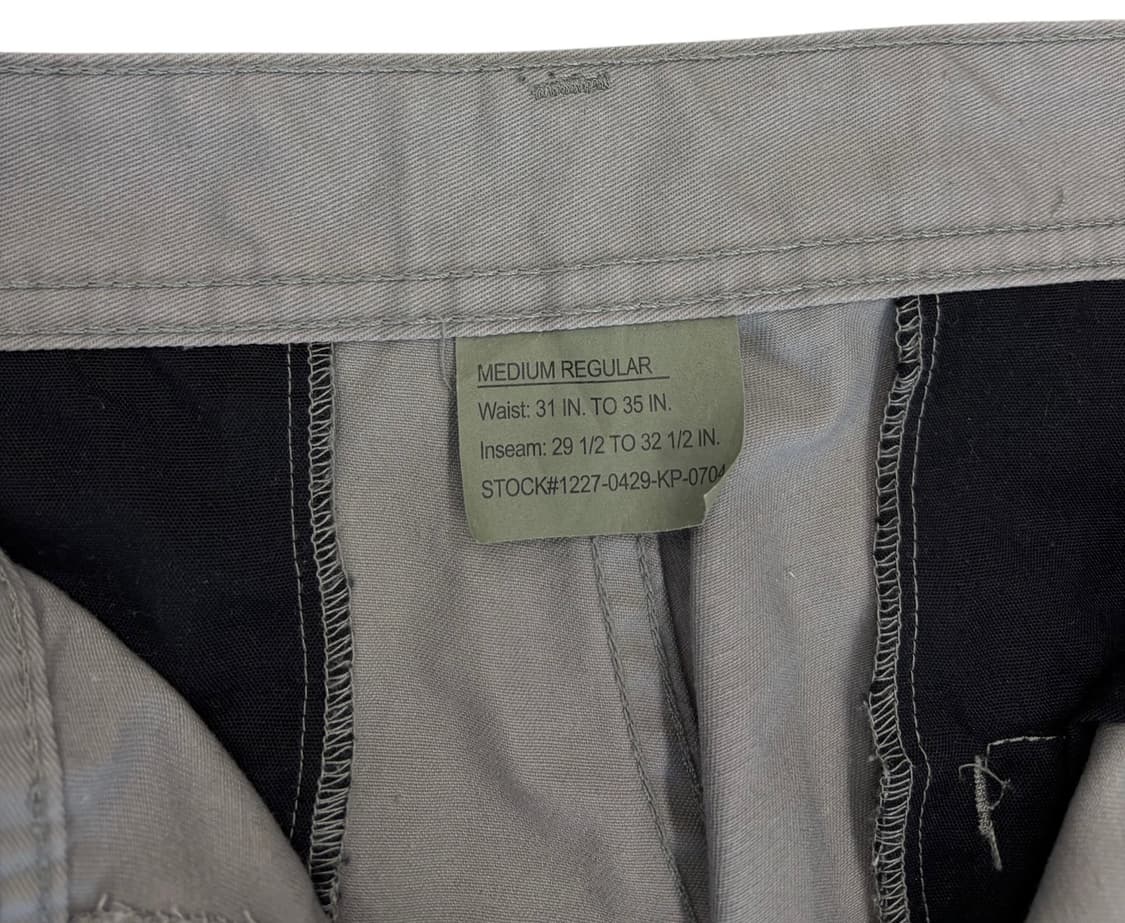 MEDIUM REGULAR
Waist: 31 IN. TO 35 IN.
Inseam: 29 1/2 TO 32 1/2 IN.
STOCK#1227-0429-KP-0704